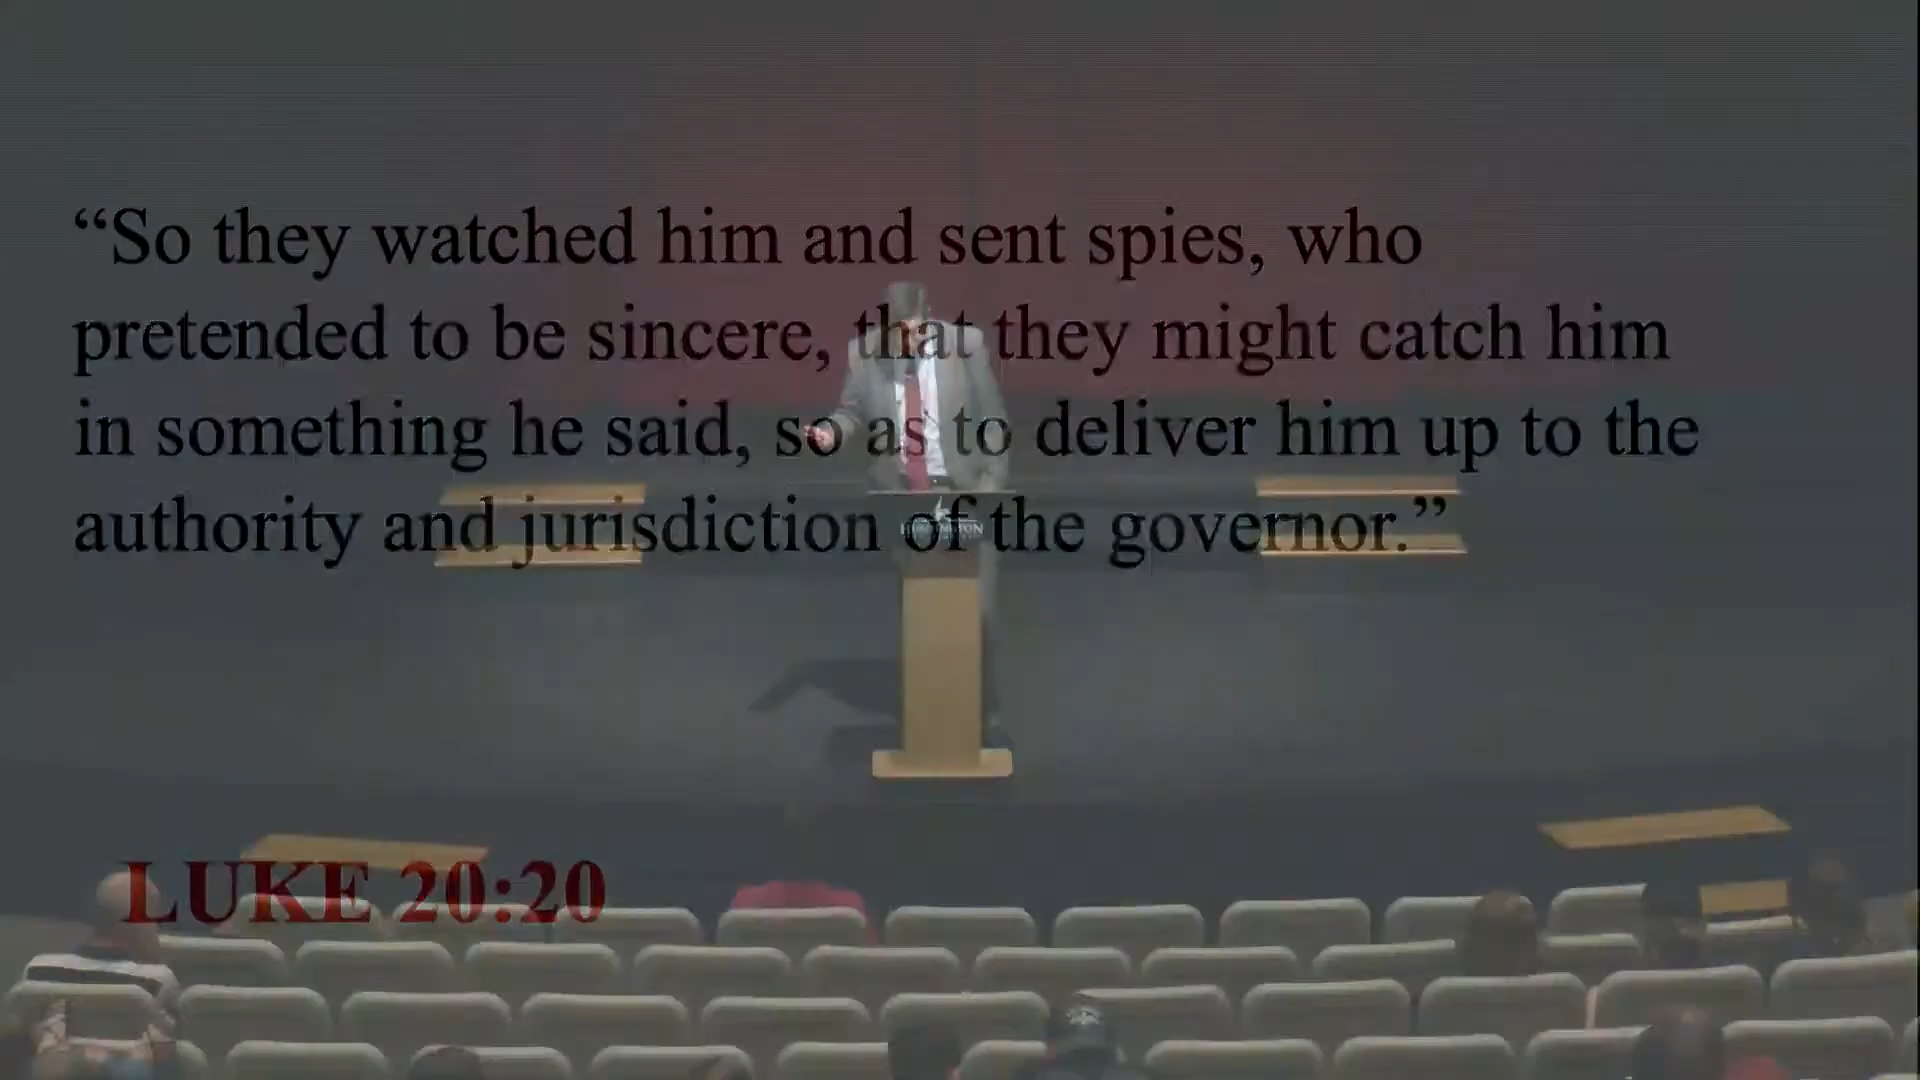 “So they watched him and sent spies, who
pretended to be sincere, that they might catch him
in something he said, so as to deliver him up to the
authority and jurisdiction of the governor.”
LUKE 20:20